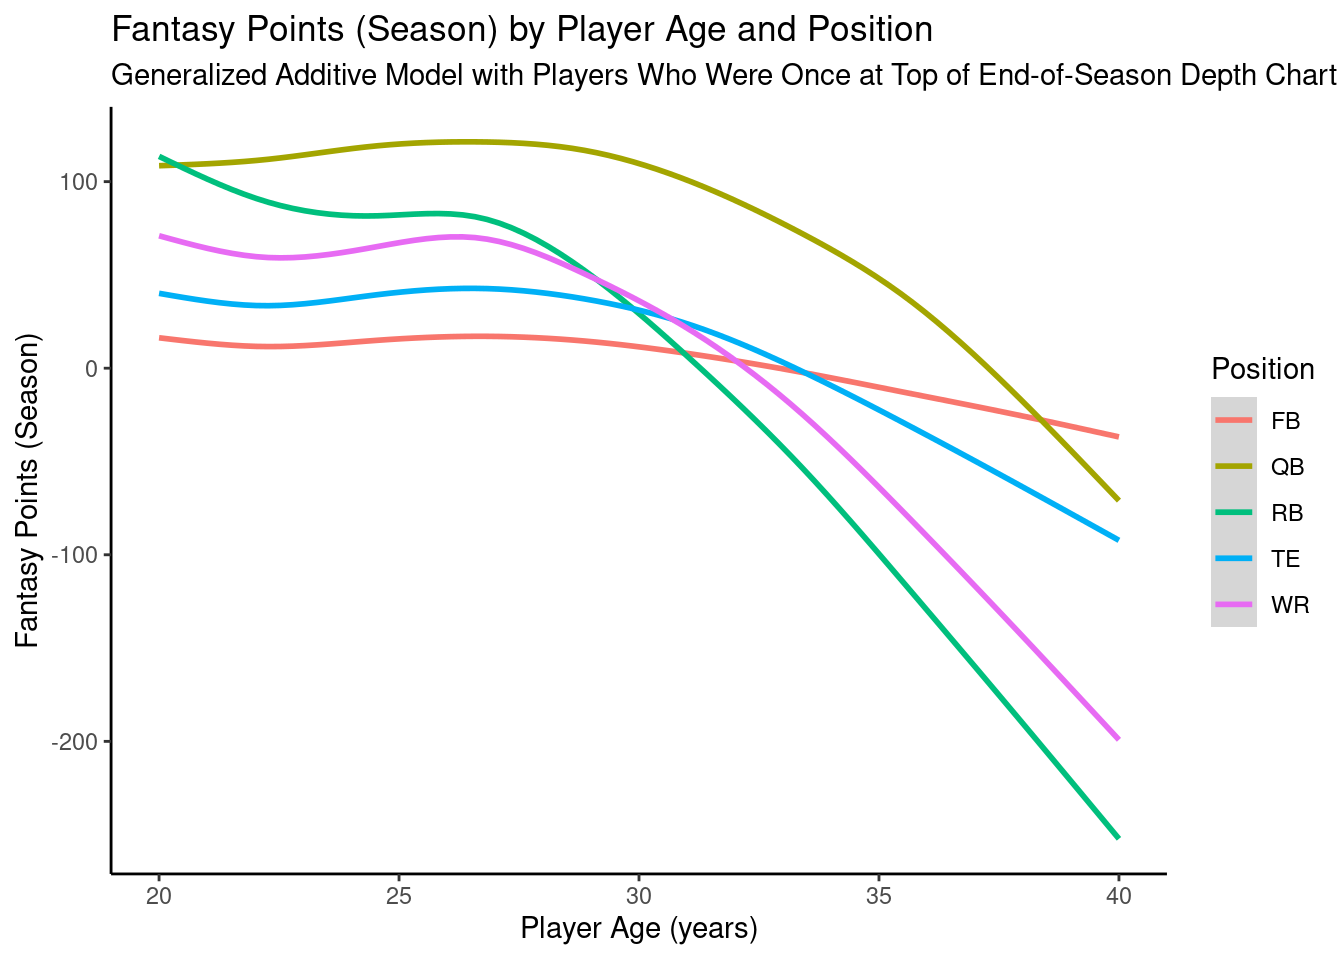 Fantasy Points (Season) by Player Age and Position
Generalized Additive Model with Players Who Were Once at Top of End-of-Season Depth Chart
Fantasy Points (Season)
100
0
-100
-200
20 25 30 35 40
Player Age (years)
Position
FB
QB
RB
TE
WR